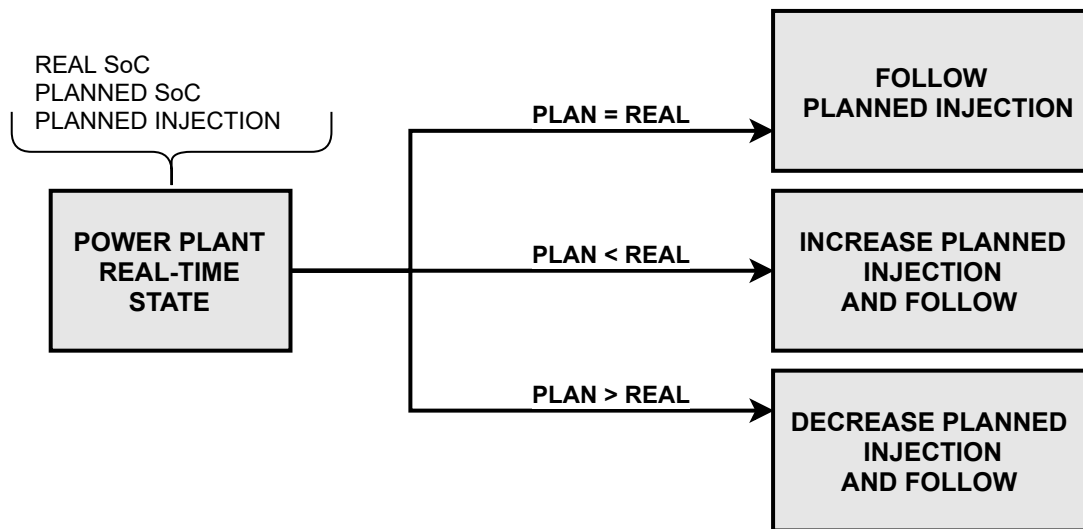 REAL SoC
PLANNED SoC
PLANNED INJECTION
POWER PLANT
REAL-TIME
STATE
PLAN = REAL
FOLLOW
PLANNED INJECTION
PLAN < REAL
INCREASE PLANNED
INJECTION
AND FOLLOW
PLAN > REAL
DECREASE PLANNED
INJECTION
AND FOLLOW